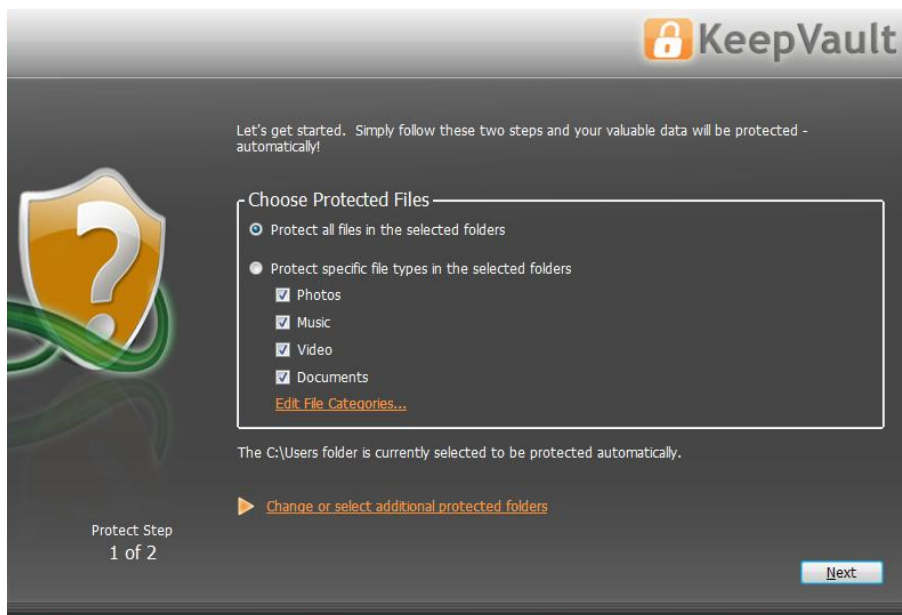 KeepVault
Let's get started. Simply follow these two steps and your valuable data will be protected -
automatically!
Choose Protected Files
Protect all files in the selected folders
Protect specific file types in the selected folders
Photos
Music
Video
Documents
Edit File Categories...
The C:\Users folder is currently selected to be protected automatically.
Change or select additional protected folders
Protect Step
1 of 2
Next